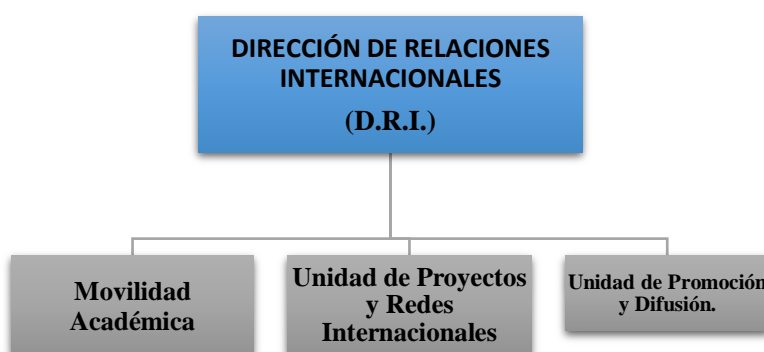 DIRECCIÓN DE RELACIONES
INTERNACIONALES
(D.R.I.)
Movilidad
Académica
Unidad de Proyectos
y Redes
Internacionales
Unidad de Promoción
y Difusión.